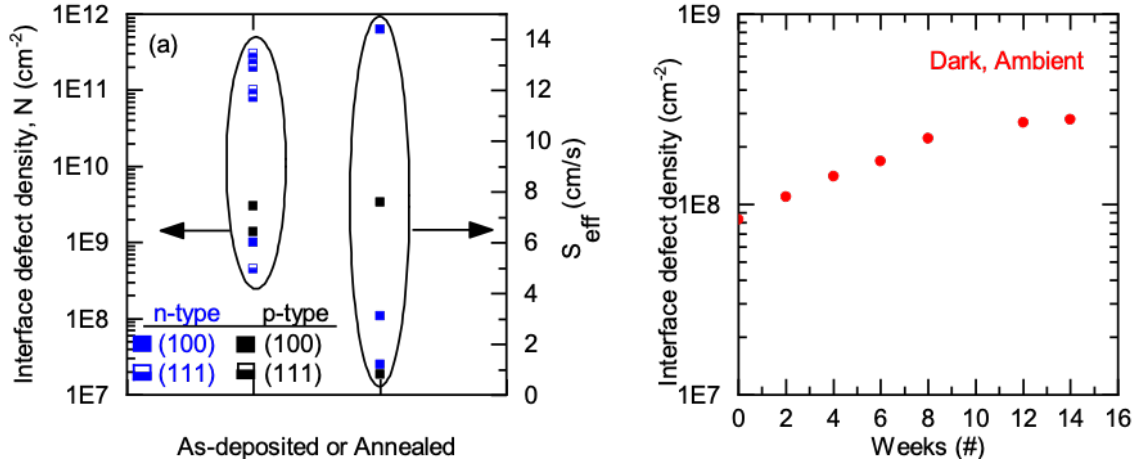 (a)
Interface defect density, N (cm-2)
1E12
1E11
1E10
1E9
1E8
1E7
n-type p-type
(100) (100)
(111) (111)
As-deposited or Annealed
14
12
10
8
6
4
2
0
Seff (cm/s)
Interface defect density (cm-2)
1E9
1E8
1E7
Dark, Ambient
0 2 4 6 8 10 12 14 16
Weeks (#)